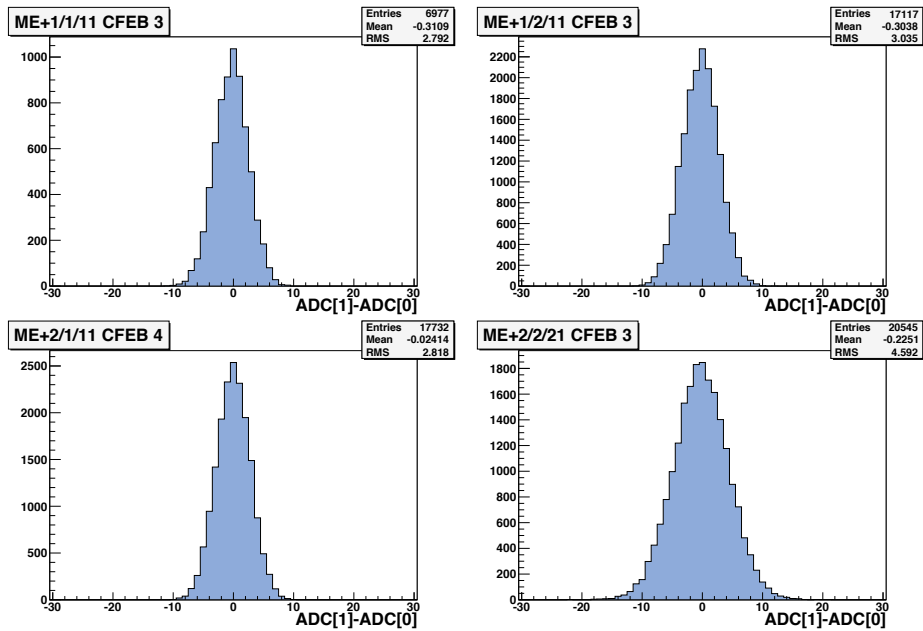 ME+1/1/11 CFEB 3
Entries 6977
Mean -0.3109
RMS 2.792
1000
800
600
400
200
0
-30 -20 -10 0 10 20 30
ADC[1]-ADC[0]
ME+1/2/11 CFEB 3
Entries 17117
Mean -0.3038
RMS 3.035
2200
2000
1800
1600
1400
1200
1000
800
600
400
200
0
-30 -20 -10 0 10 20 30
ADC[1]-ADC[0]
ME+2/1/11 CFEB 4
Entries 17732
Mean -0.02414
RMS 2.818
2500
2000
1500
1000
500
0
-30 -20 -10 0 10 20 30
ADC[1]-ADC[0]
ME+2/2/21 CFEB 3
Entries 20545
Mean -0.2251
RMS 4.592
1800
1600
1400
1200
1000
800
600
400
200
0
-30 -20 -10 0 10 20 30
ADC[1]-ADC[0]